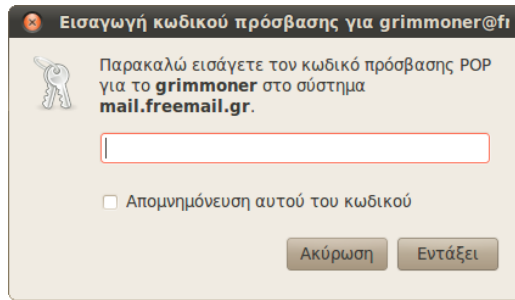 Εισαγωγή κωδικού πρόσβασης για grimmoner@fr
Παρακαλώ εισάγετε τον κωδικό πρόσβασης POP
για το grimmoner στο σύστημα
mail.freemail.gr.
Απομνημόνευση αυτού του κωδικού
Ακύρωση Εντάξει